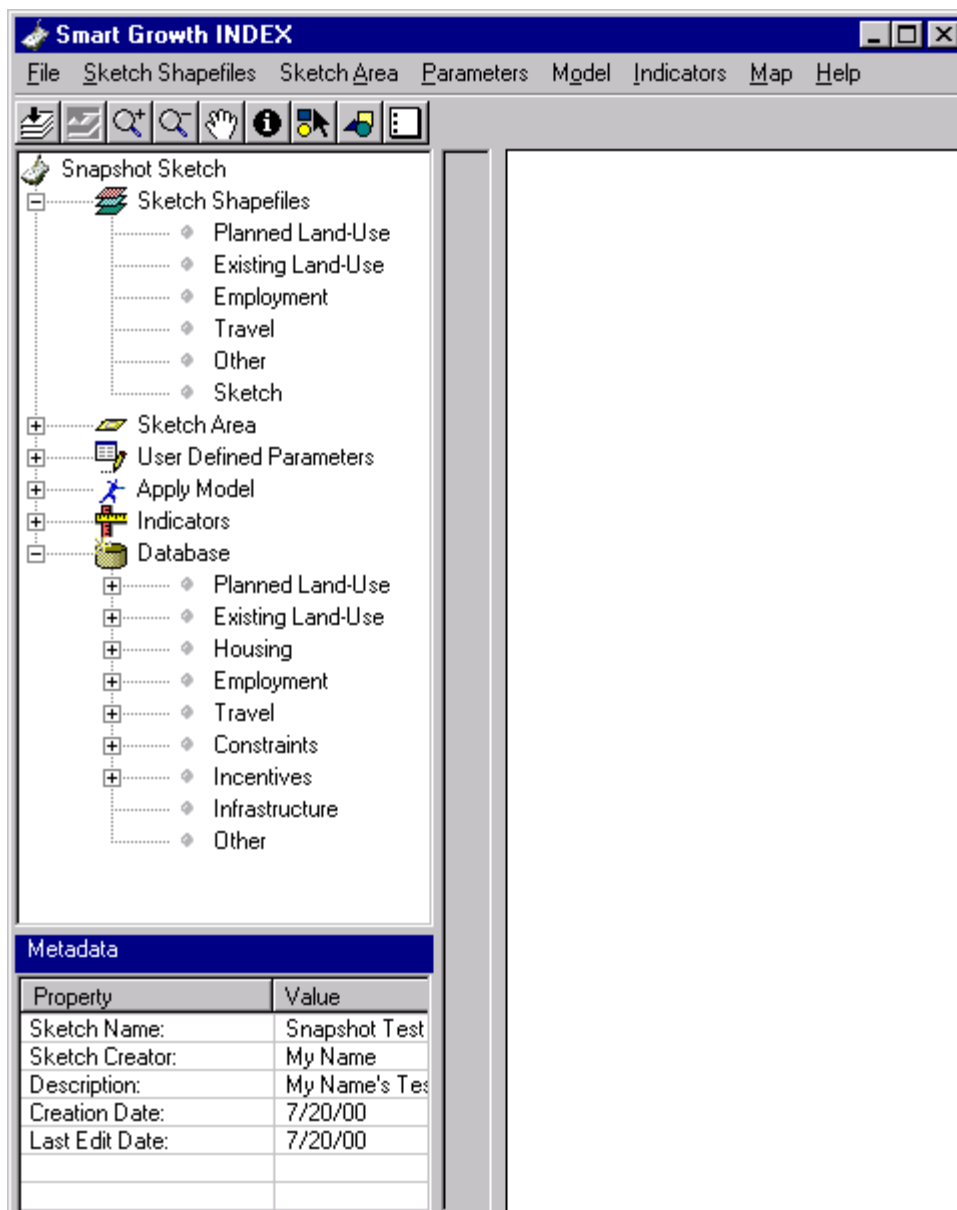 Smart Growth INDEX
File Sketch Shapefiles Sketch Area Parameters Model Indicators Map Help
Snapshot Sketch
Sketch Shapefiles
Planned Land-Use
Existing Land-Use
Employment
Travel
Other
Sketch
Sketch Area
User Defined Parameters
Apply Model
Indicators
Database
Planned Land-Use
Existing Land-Use
Housing
Employment
Travel
Constraints
Incentives
Infrastructure
Other
Metadata
Property Value
Sketch Name: Snapshot Test
Sketch Creator: My Name
Description: My Name's Tes
Creation Date: 7/20/00
Last Edit Date: 7/20/00